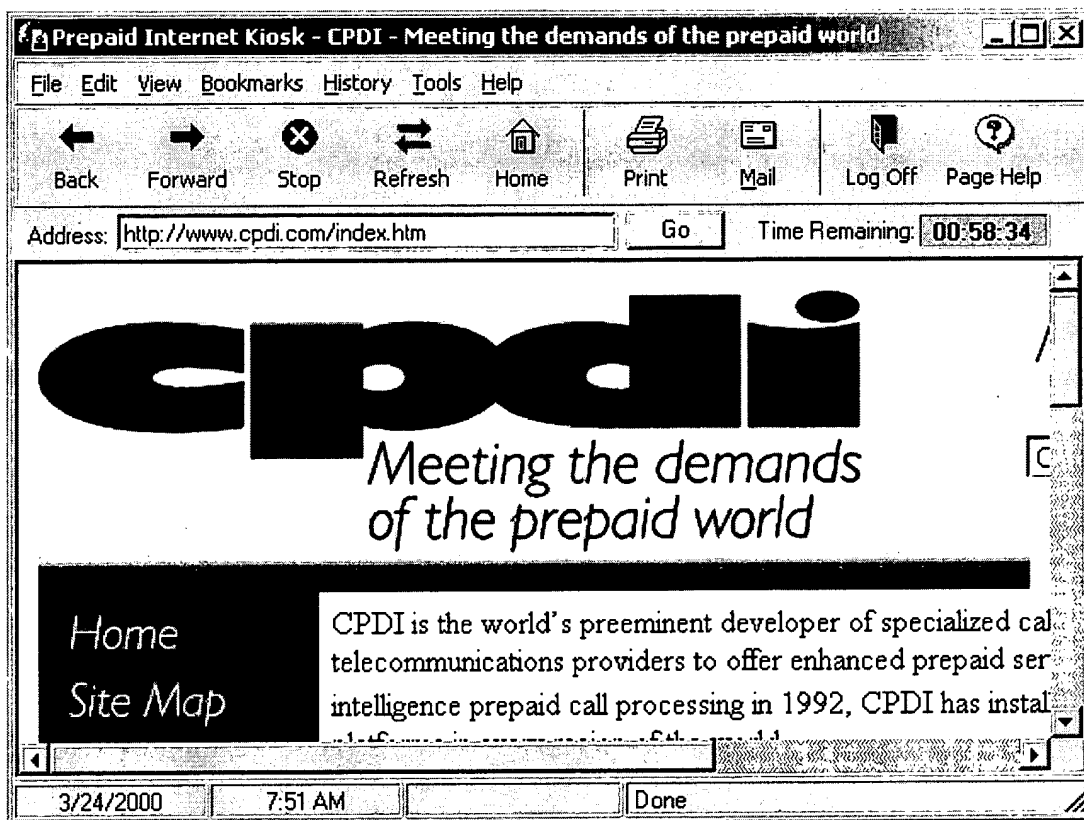 Prepaid Internet Kiosk - CPDI - Meeting the demands of the prepaid world
File Edit View Bookmarks History Tools Help
Back Forward Stop Refresh Home Print Mail Log Off Page Help
Address: http://www.cpdi.com/index.htm Go Time Remaining: 00:58:34
cpdi
Meeting the demands
of the prepaid world
Home
Site Map
CPDI is the world's preeminent developer of specialized cal
telecommunications providers to offer enhanced prepaid ser
intelligence prepaid call processing in 1992, CPDI has instal
3/24/2000 7:51 AM Done